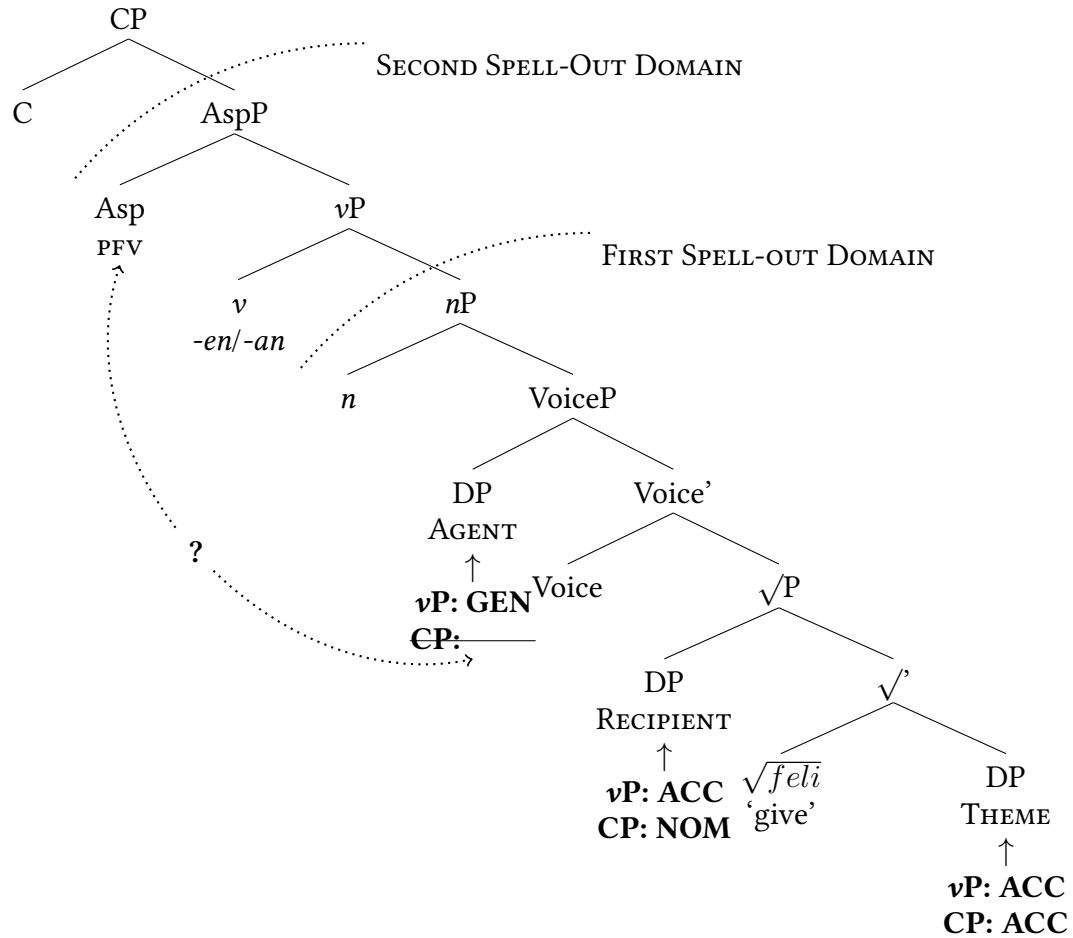 CP
SECOND SPELL-OUT DOMAIN
C
AspP
Asp
vP
PFV
FIRST SPELL-OUT DOMAIN
v
nP
-en/-an
n
VoiceP
DP
Voice’
AGENT
↑
?
Voice
√P
vP: GEN
CP:
DP
√’
RECIPIENT
↑
√feli
DP
vP: ACC
‘give’
THEME
CP: NOM
↑
vP: ACC
CP: ACC